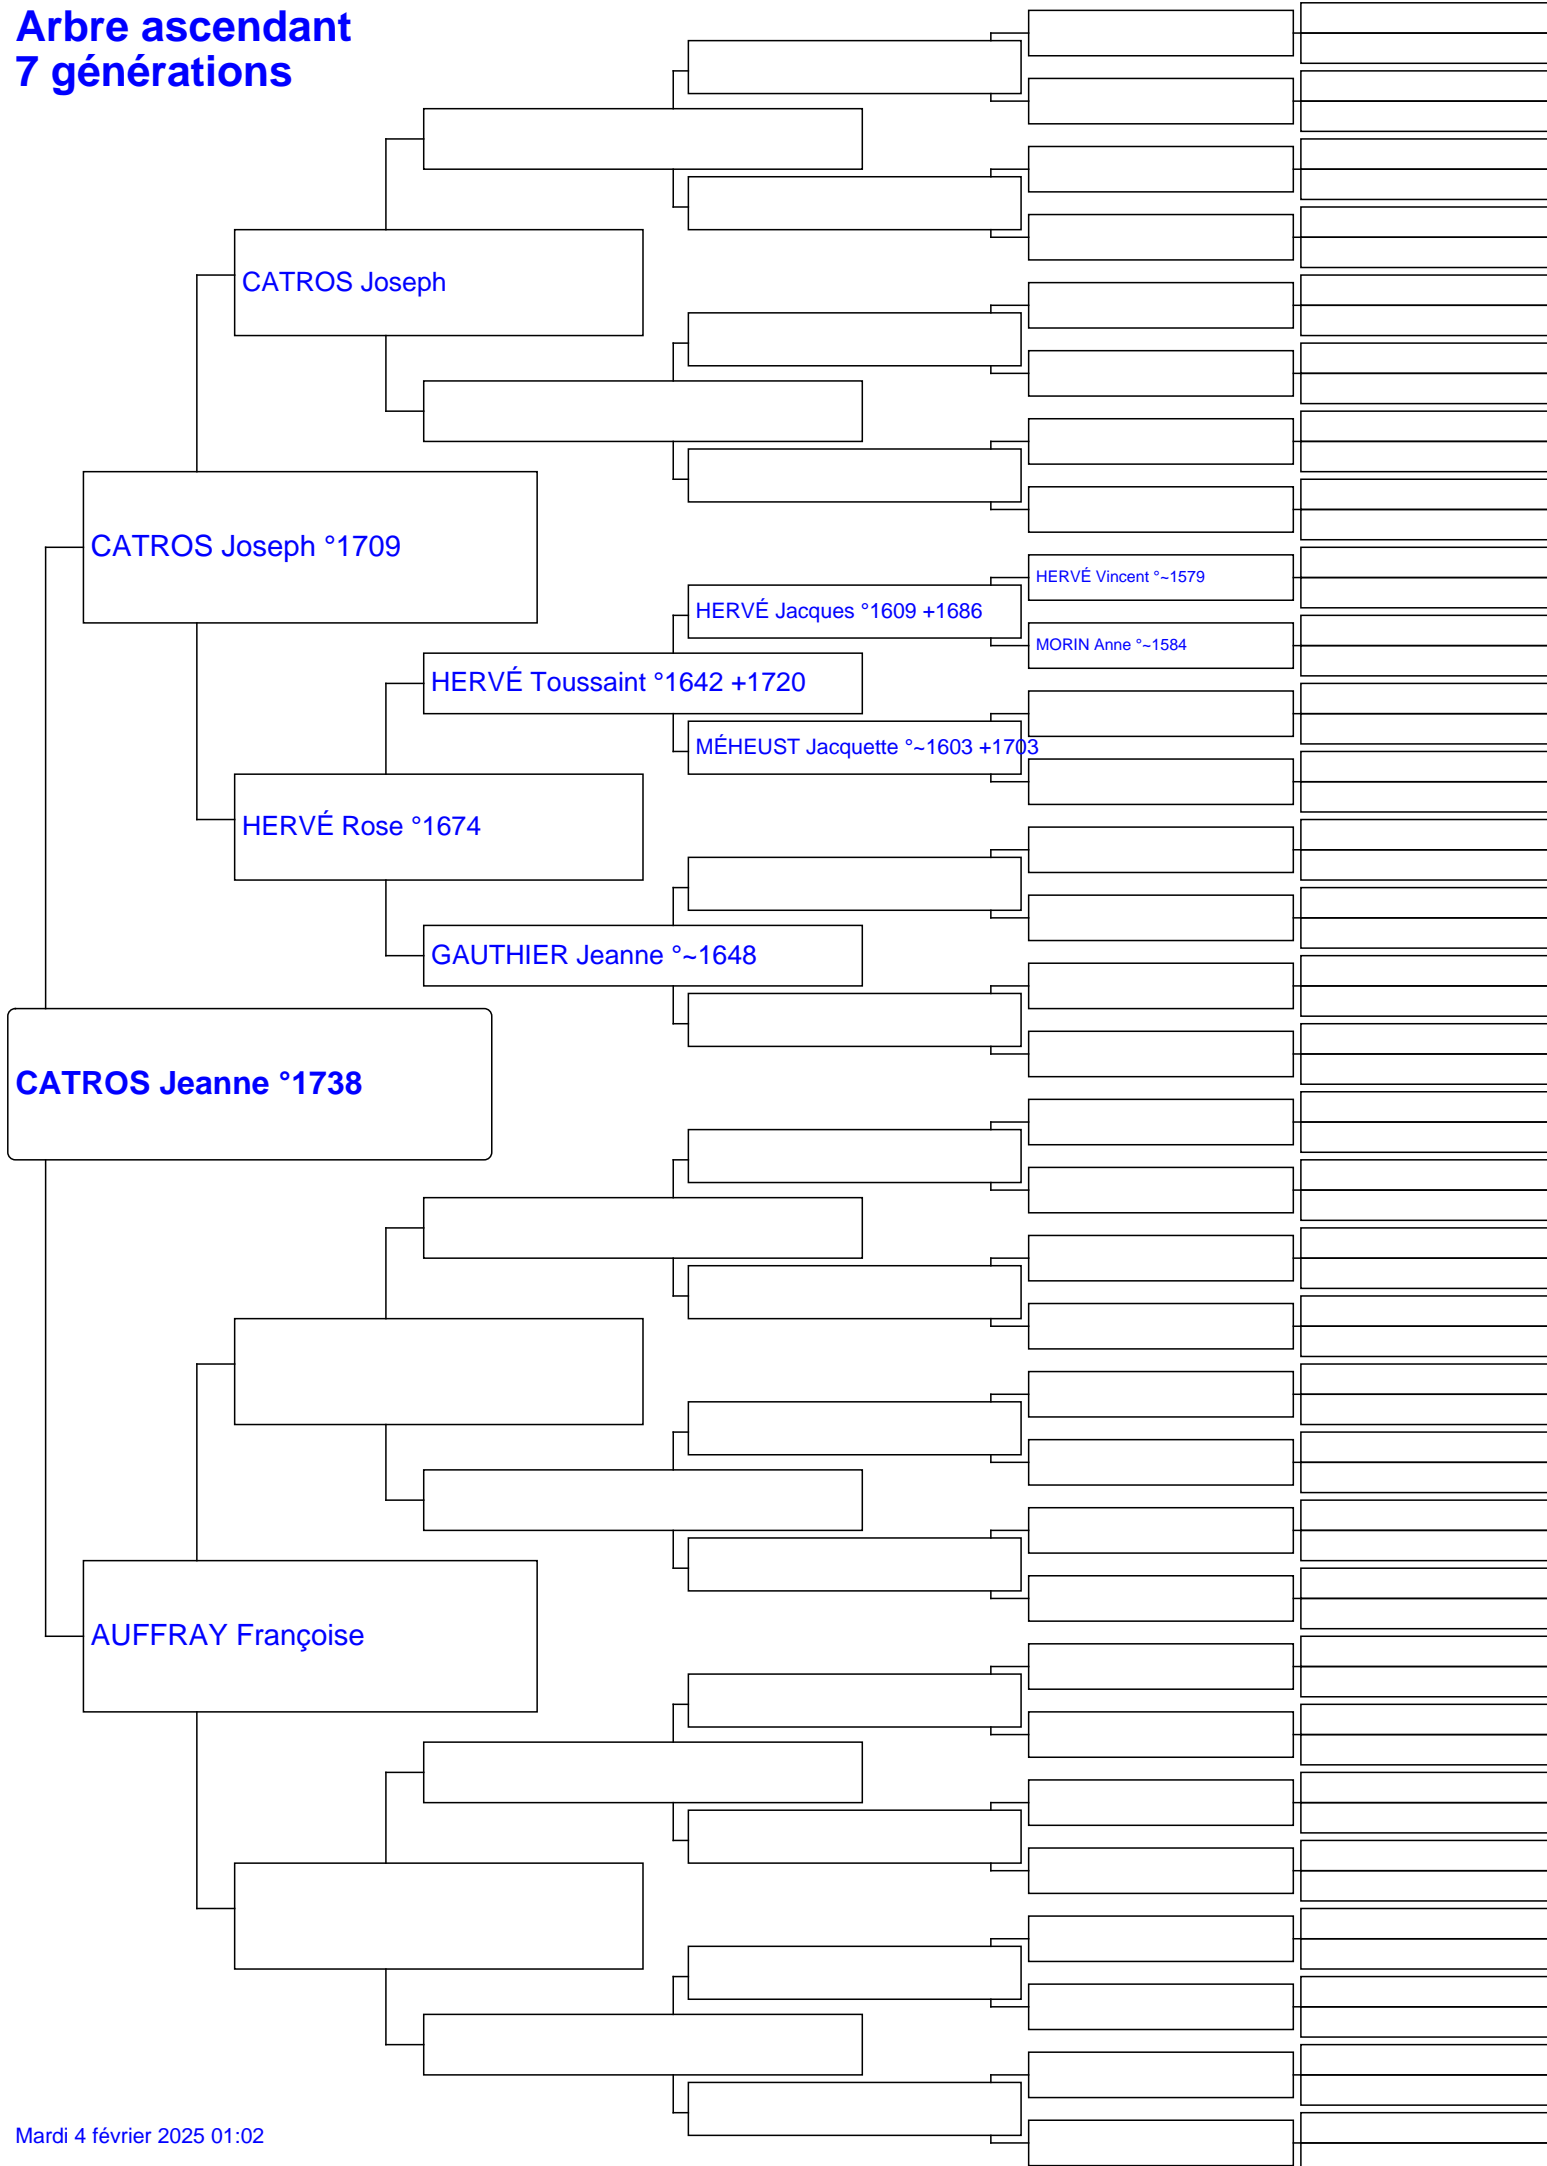 Arbre ascendant
7 générations
CATROS Joseph
CATROS Joseph °1709
HERVÉ Vincent °~1579
HERVÉ Jacques °1609 +1686
MORIN Anne °~1584
HERVÉ Toussaint °1642 +1720
MÉHEUST Jacquette °~1603 +1703
HERVÉ Rose °1674
GAUTHIER Jeanne °~1648
CATROS Jeanne °1738
AUFFRAY Françoise
Mardi 4 février 2025 01:02